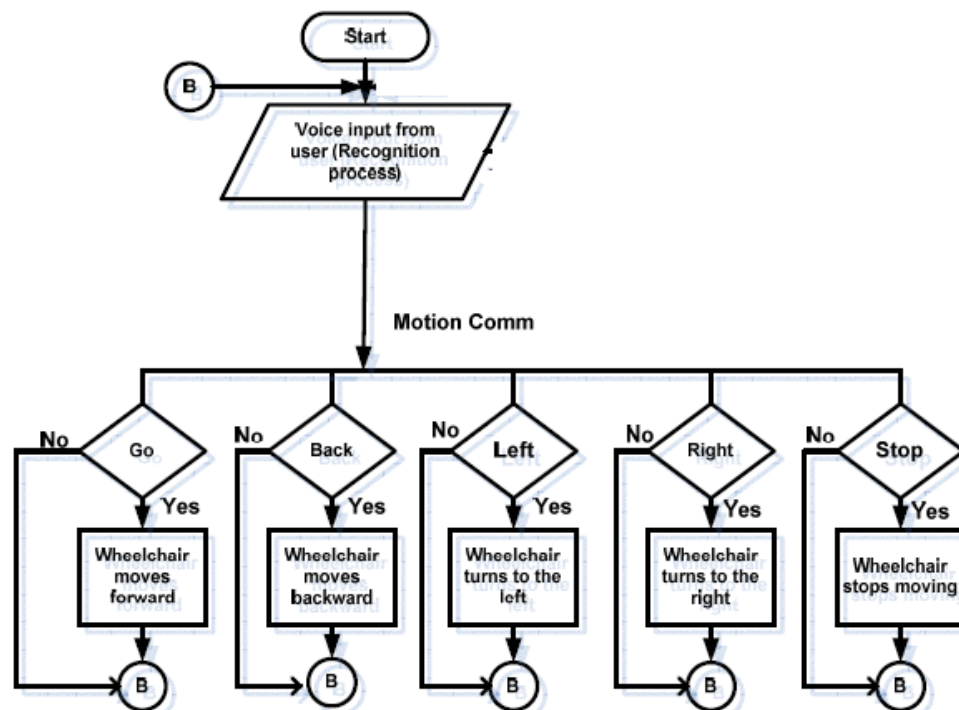 Start
B
Voice input from
user (Recognition
process)
Motion Comm
No
Go
Yes
Wheelchair
moves
forward
B
No
Back
Yes
Wheelchair
moves
backward
B
No
Left
Yes
Wheelchair
turns to the
left
B
No
Right
Yes
Wheelchair
turns to the
right
B
No
Stop
Yes
Wheelchair
stops moving
B